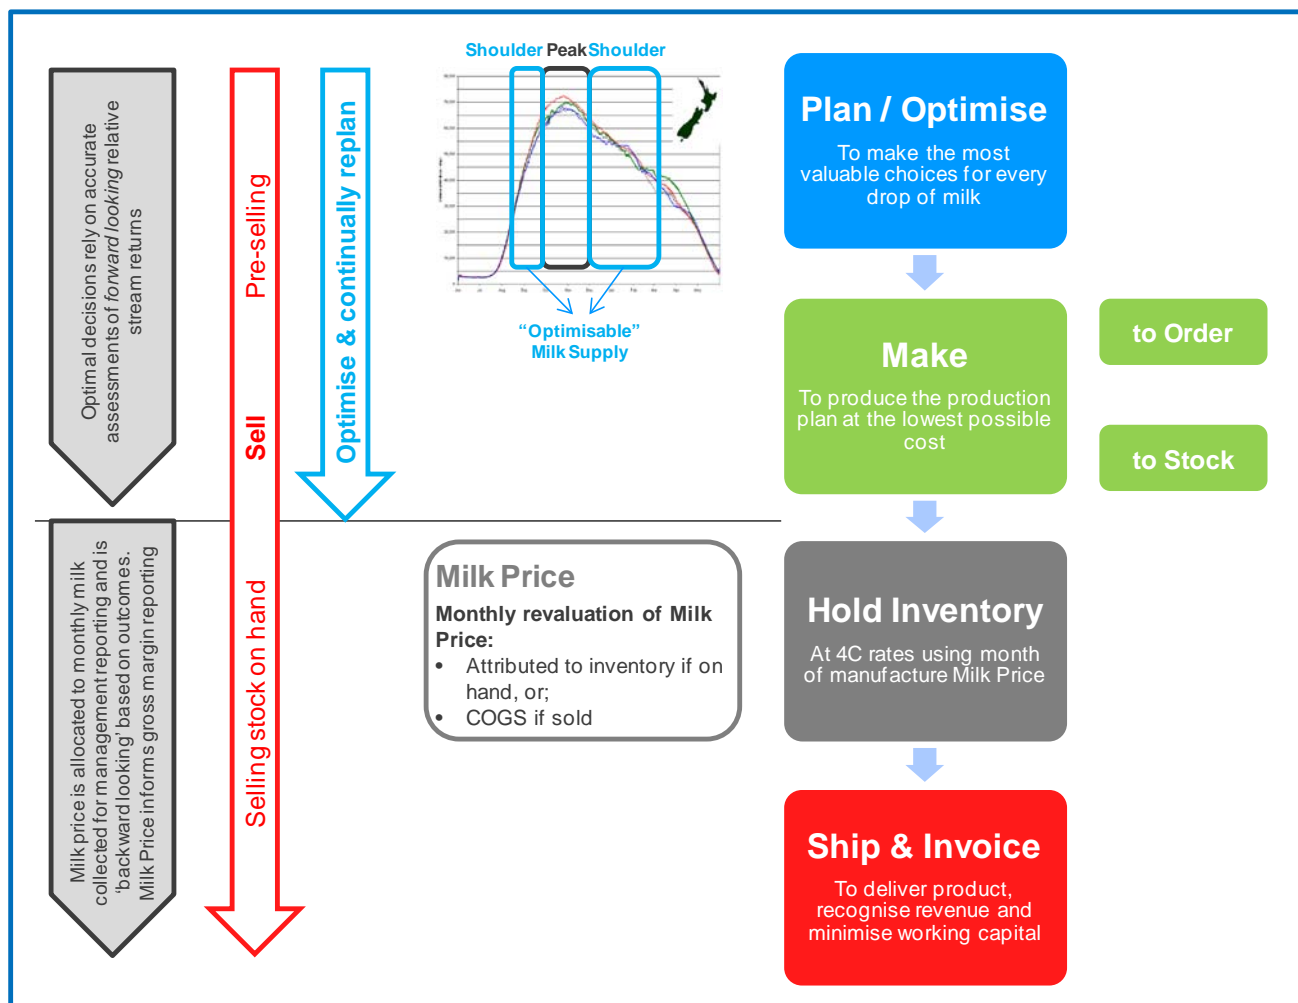 Shoulder Peak Shoulder
“Optimisable”
Milk Supply
Optimal decisions rely on accurate
assessments of forward looking relative
stream returns
Milk price is allocated to monthly milk
collected for management reporting and is
‘backward looking’ based on outcomes.
Milk Price informs gross margin reporting
Pre-selling
Sell
Selling stock on hand
Optimise & continually replan
Plan / Optimise
To make the most
valuable choices for every
drop of milk
Make
To produce the production
plan at the lowest possible
cost
to Order
to Stock
Milk Price
Monthly revaluation of Milk
Price:
• Attributed to inventory if on
hand, or;
• COGS if sold
Hold Inventory
At 4C rates using month
of manufacture Milk Price
Ship & Invoice
To deliver product,
recognise revenue and
minimise working capital